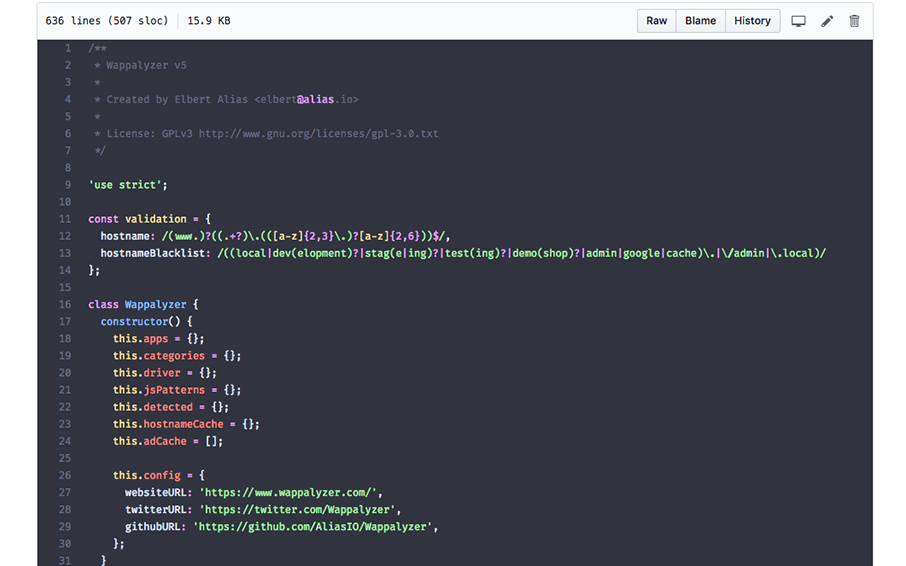 636 lines (507 sloc) 15.9 KB Raw Blame History
1 /**
2  * Wappalyzer v5
3  *
4  * Created by Elbert Alias <elbert@alias.io>
5  *
6  * License: GPLv3 http://www.gnu.org/licenses/gpl-3.0.txt
7  */
8
9 'use strict';
10
11 const validation = {
12   hostname: /(www.)?((.+?)\.(([a-z]{2,3}\.)?[a-z]{2,6}))$/,
13   hostnameBlacklist: /((local|dev(elopment)?|stag(e|ing)?|test(ing)?|demo(shop)?|admin|google|cache)\.|\/admin|\.local)/
14 };
15
16 class Wappalyzer {
17   constructor() {
18     this.apps = {};
19     this.categories = {};
20     this.driver = {};
21     this.jsPatterns = {};
22     this.detected = {};
23     this.hostnameCache = {};
24     this.adCache = [];
25
26     this.config = {
27       websiteURL: 'https://www.wappalyzer.com/',
28       twitterURL: 'https://twitter.com/Wappalyzer',
29       githubURL: 'https://github.com/AliasIO/Wappalyzer',
30     };
31   }